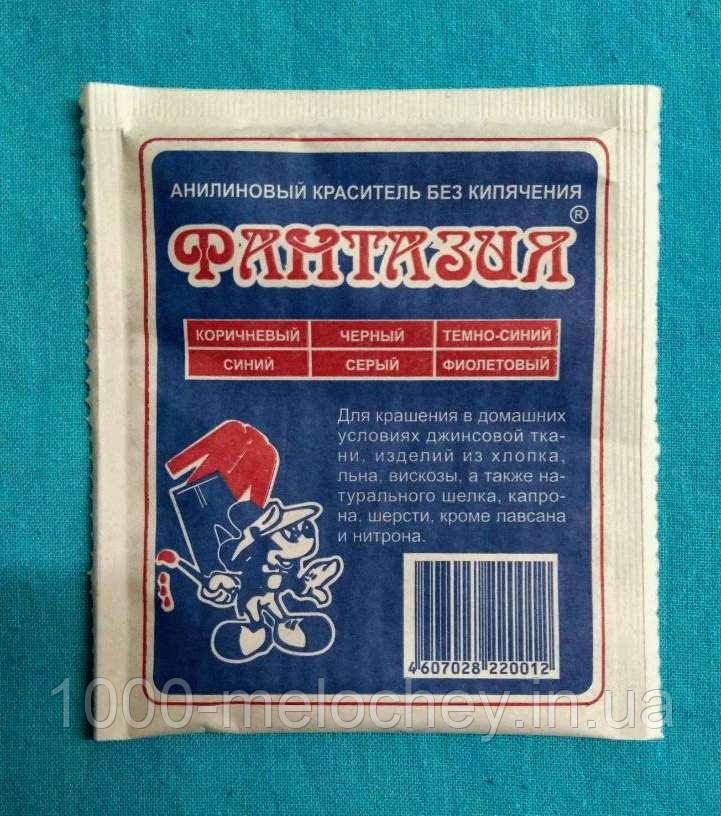 АНИЛИНОВЫЙ КРАСИТЕЛЬ БЕЗ КИПЯЧЕНИЯ
ФАНТАЗИЯ®
КОРИЧНЕВЫЙ ЧЕРНЫЙ ТЕМНО-СИНИЙ
СИНИЙ СЕРЫЙ ФИОЛЕТОВЫЙ
Для крашения в домашних
условиях джинсовой тка-
ни, изделий из хлопка,
льна, вискозы, а также на-
турального шелка, капро-
на, шерсти, кроме лавсана
и нитрона.
4607028 220012
1000-melochey.in.ua